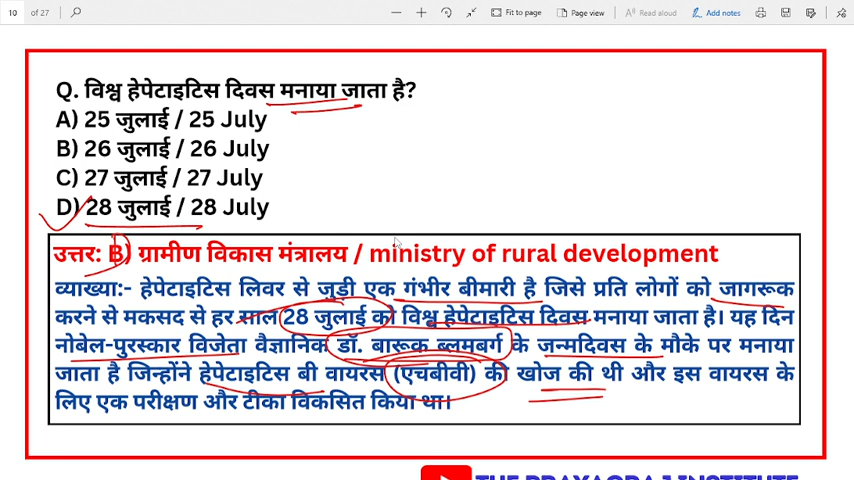 10 of 27 Fit to page Page view Read aloud Add notes
Q. विश्व हेपेटाइटिस दिवस मनाया जाता है?
A) 25 जुलाई / 25 July
B) 26 जुलाई / 26 July
C) 27 जुलाई / 27 July
D) 28 जुलाई / 28 July
उत्तर: B) ग्रामीण विकास मंत्रालय / ministry of rural development
व्याख्या:- हेपेटाइटिस लिवर से जुड़ी एक गंभीर बीमारी है जिसे प्रति लोगों को जागरूक
करने से मकसद से हर साल 28 जुलाई को विश्व हेपेटाइटिस दिवस मनाया जाता है। यह दिन
नोबेल-पुरस्कार विजेता वैज्ञानिक डॉ. बारूक ब्लमबर्ग के जन्मदिवस के मौके पर मनाया
जाता है जिन्होंने हेपेटाइटिस बी वायरस (एचबीवी) की खोज की थी और इस वायरस के
लिए एक परीक्षण और टीका विकसित किया था।
THE PRAYAGRAJ INSTITUTE